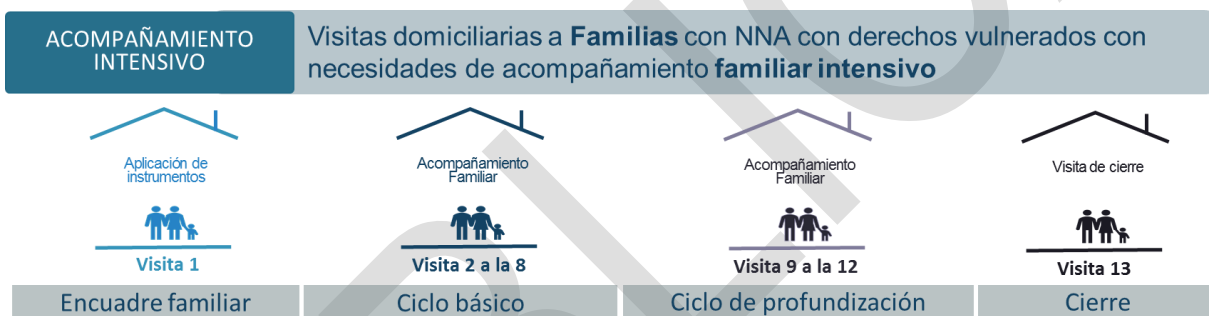 ACOMPAÑAMIENTO
INTENSIVO
Visitas domiciliarias a Familias con NNA con derechos vulnerados con
necesidades de acompañamiento familiar intensivo
Aplicación de
instrumentos
Visita 1
Encuadre familiar
Acompañamiento
Familiar
Visita 2 a la 8
Ciclo básico
Acompañamiento
Familiar
Visita 9 a la 12
Ciclo de profundización
Visita de cierre
Visita 13
Cierre